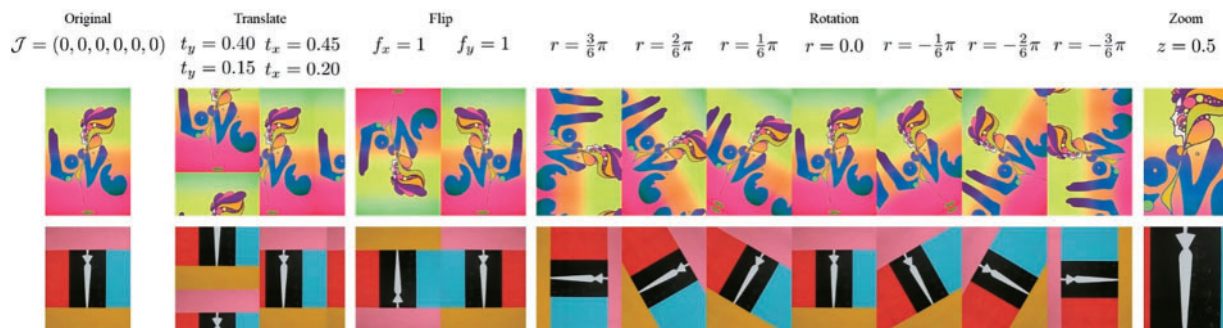 Original Translate Flip Rotation Zoom
𝒥 = (0, 0, 0, 0, 0, 0) t_y = 0.40 t_x = 0.45 f_x = 1 f_y = 1 r = 3/6π r = 2/6π r = 1/6π r = 0.0 r = −1/6π r = −2/6π r = −3/6π z = 0.5
t_y = 0.15 t_x = 0.20
LOVE